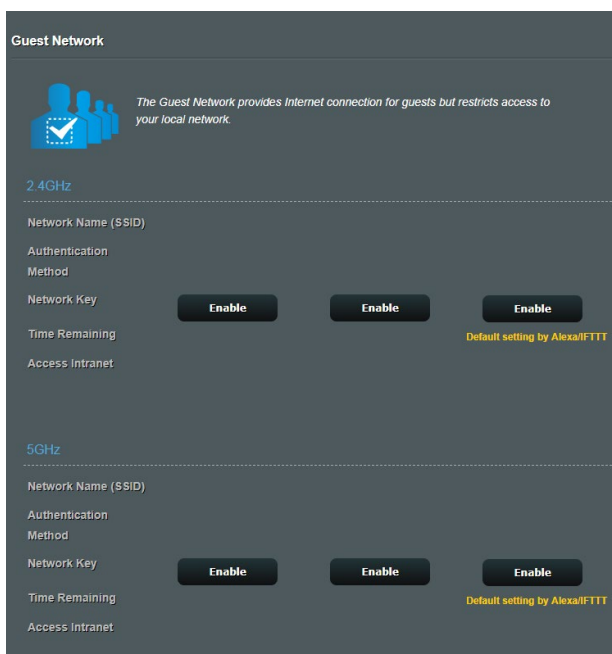 Guest Network
The Guest Network provides Internet connection for guests but restricts access to
your local network.
2.4GHz
Network Name (SSID)
Authentication
Method
Network Key
Enable
Enable
Enable
Time Remaining
Default setting by Alexa/IFTTT
Access Intranet
5GHz
Network Name (SSID)
Authentication
Method
Network Key
Enable
Enable
Enable
Time Remaining
Default setting by Alexa/IFTTT
Access Intranet